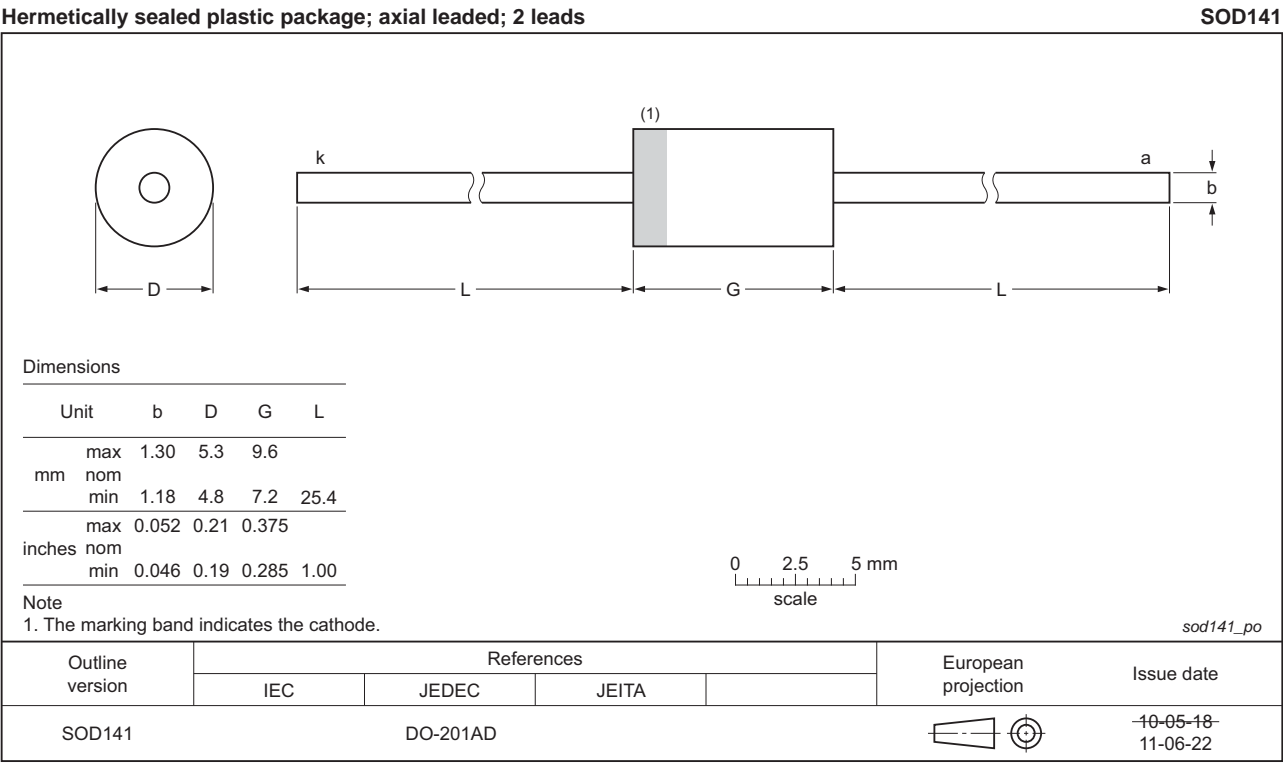 Hermetically sealed plastic package; axial leaded; 2 leads SOD141
(1)
k a
b
D L G L
Dimensions
Unit b D G L
max 1.30 5.3 9.6
mm nom
min 1.18 4.8 7.2 25.4
max 0.052 0.21 0.375
inches nom
min 0.046 0.19 0.285 1.00
0 2.5 5 mm
scale
Note
1. The marking band indicates the cathode.
sod141_po
Outline version References European projection Issue date
IEC JEDEC JEITA
SOD141 DO-201AD 10-05-18
11-06-22